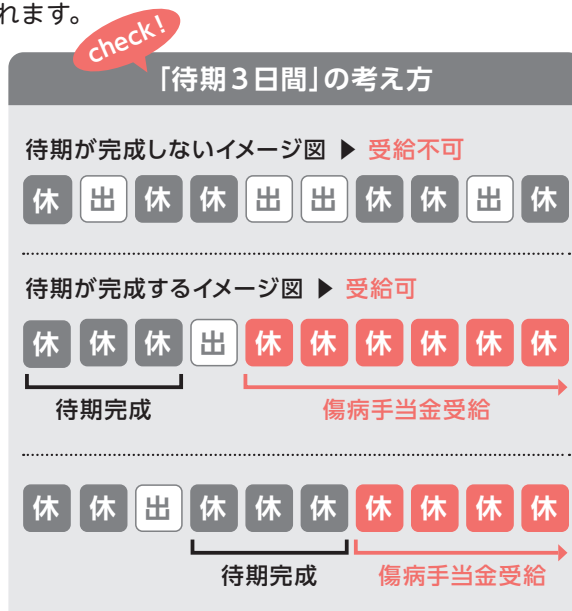 れます。
check!
「待期3日間」の考え方
待期が完成しないイメージ図 ▶ 受給不可
休 出 休 休 出 出 休 休 出 休
待期が完成するイメージ図 ▶ 受給可
休 休 休 出 休 休 休 休 休 休
待期完成 傷病手当金受給
休 休 出 休 休 休 休 休 休 休
待期完成 傷病手当金受給